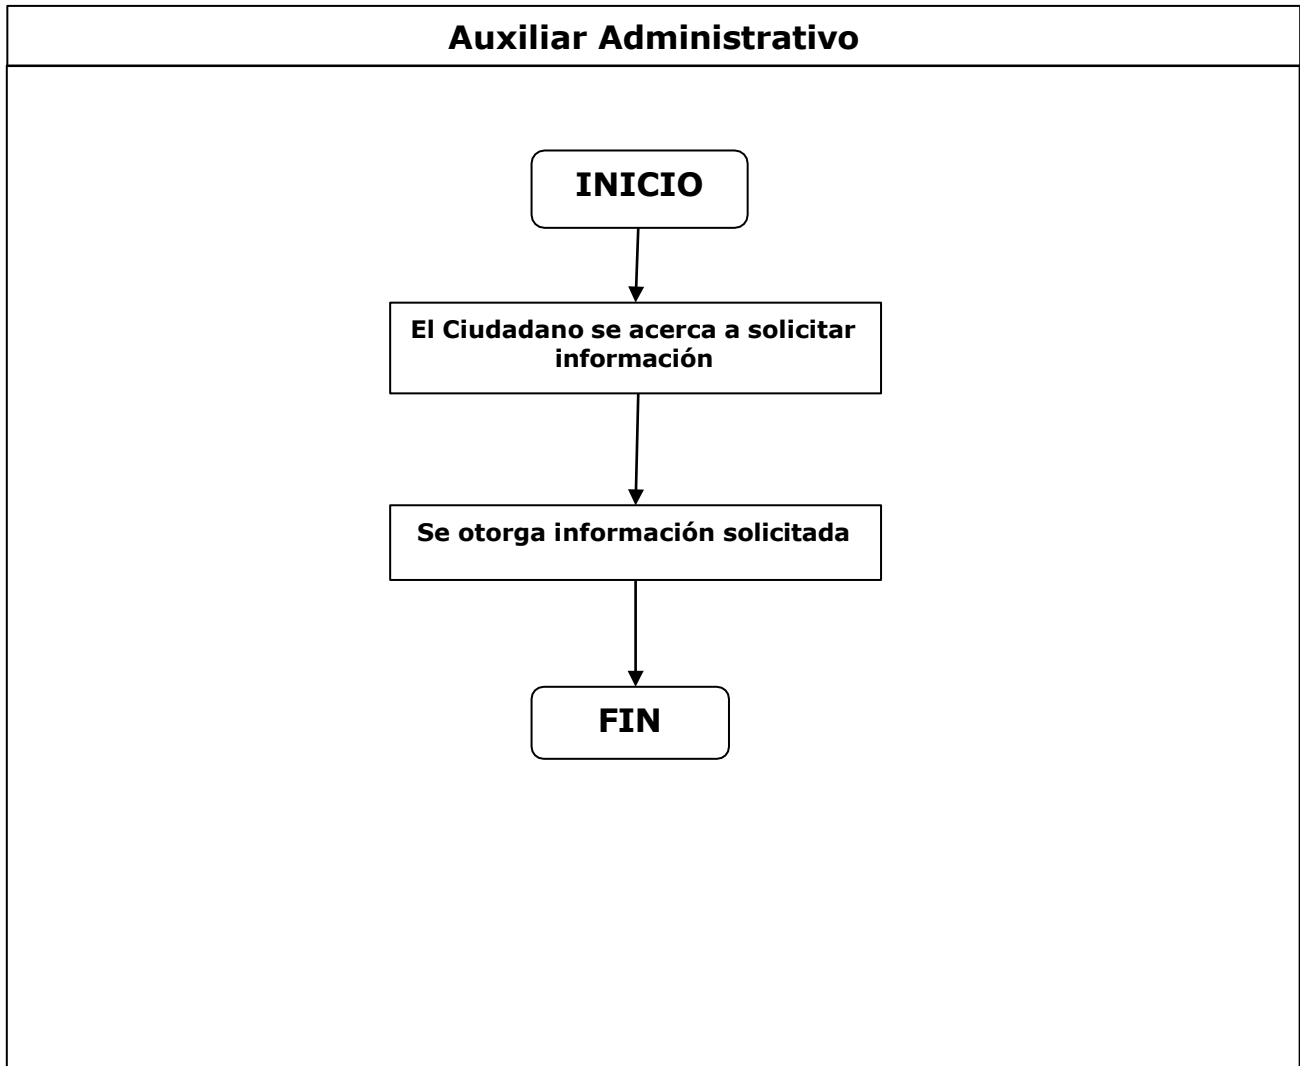 Auxiliar Administrativo
INICIO
El Ciudadano se acerca a solicitar
información
Se otorga información solicitada
FIN